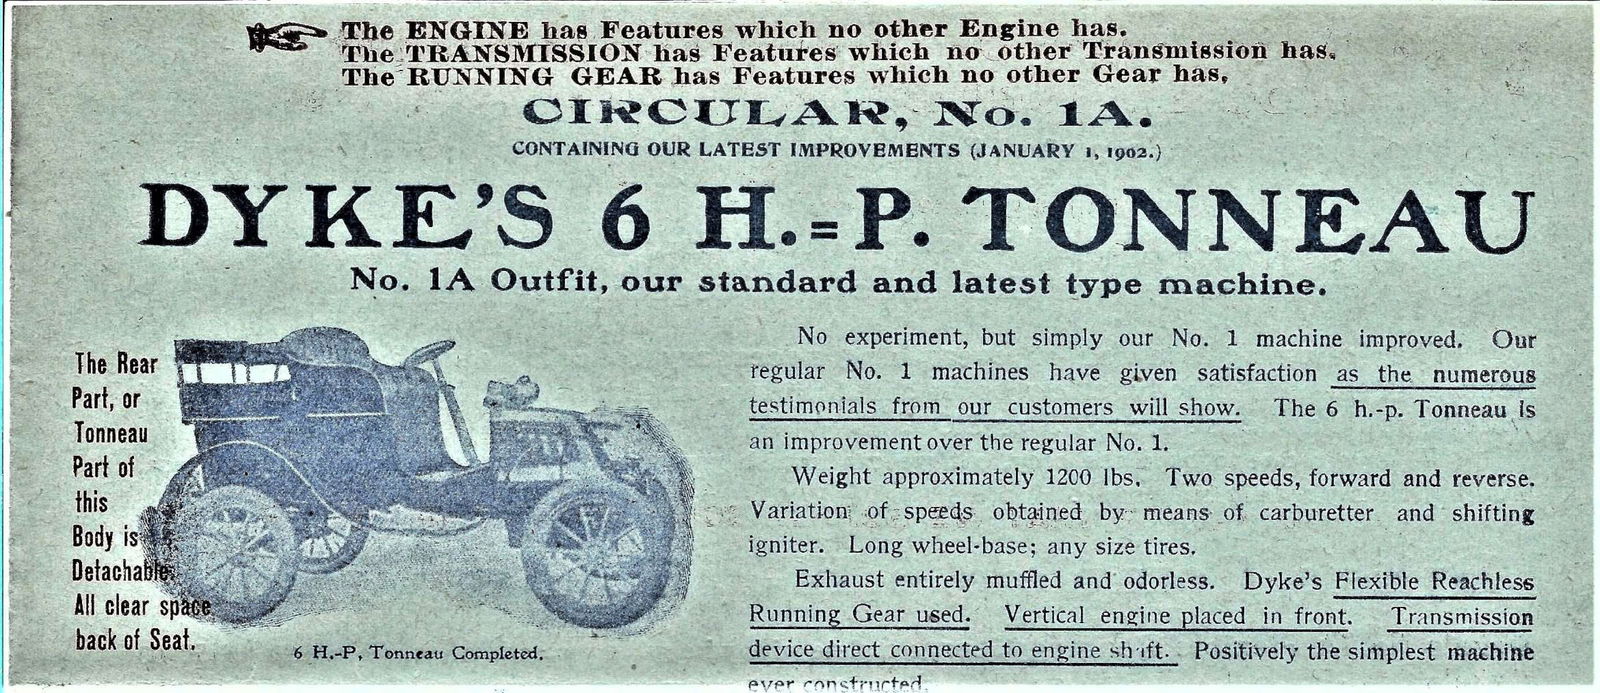 The ENGINE has Features which no other Engine has.
The TRANSMISSION has Features which no other Transmission has.
The RUNNING GEAR has Features which no other Gear has.
CIRCULAR, No. 1A.
CONTAINING OUR LATEST IMPROVEMENTS (JANUARY 1, 1902.)
DYKE'S 6 H.=P. TONNEAU
No. 1A Outfit, our standard and latest type machine.
The Rear
Part, or
Tonneau
Part of
this
Body is
Detachable.
All clear space
back of Seat.
6 H.-P. Tonneau Completed.
No experiment, but simply our No. 1 machine improved. Our
regular No. 1 machines have given satisfaction as the numerous
testimonials from our customers will show. The 6 h.-p. Tonneau is
an improvement over the regular No. 1.
Weight approximately 1200 lbs. Two speeds, forward and reverse.
Variation of speeds obtained by means of carburetter and shifting
igniter. Long wheel-base; any size tires.
Exhaust entirely muffled and odorless. Dyke's Flexible Reachless
Running Gear used. Vertical engine placed in front. Transmission
device direct connected to engine shaft. Positively the simplest machine
ever constructed.